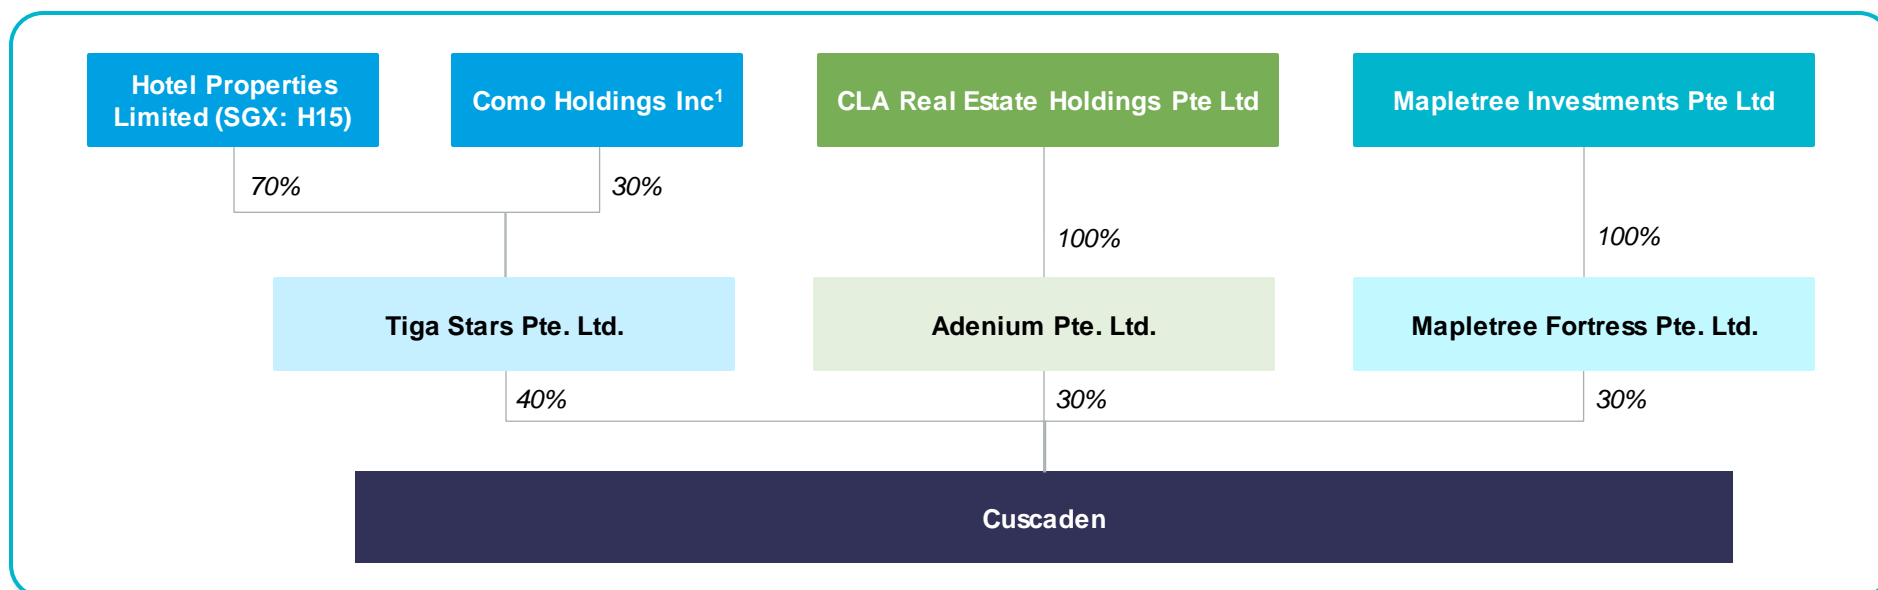 Hotel Properties
Limited (SGX: H15)
Como Holdings Inc¹
CLA Real Estate Holdings Pte Ltd
Mapletree Investments Pte Ltd
70%
30%
100%
100%
Tiga Stars Pte. Ltd.
Adenium Pte. Ltd.
Mapletree Fortress Pte. Ltd.
40%
30%
30%
Cuscaden